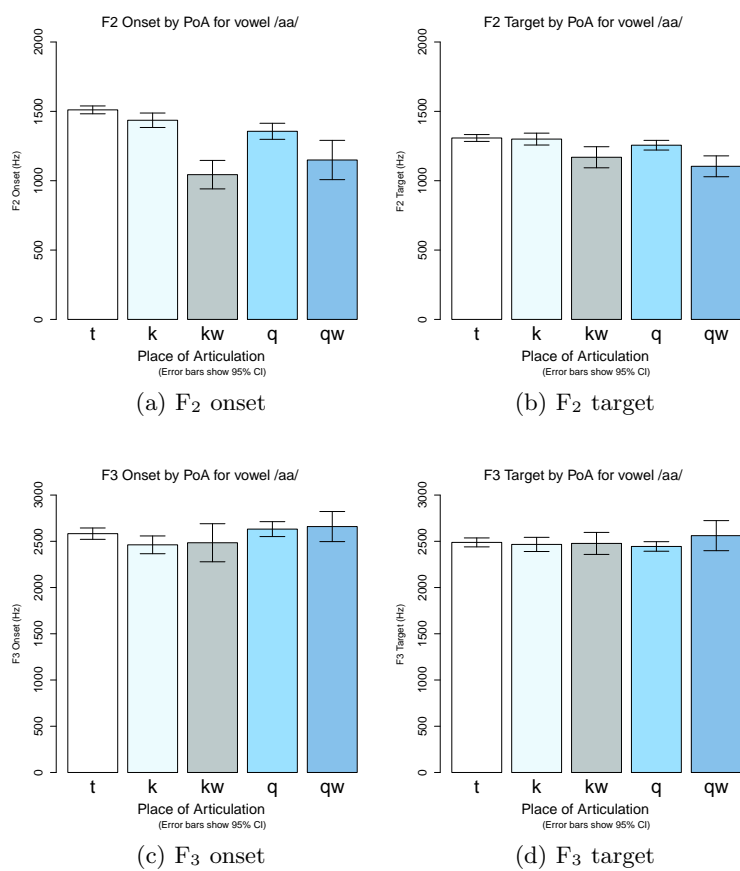 F2 Onset by PoA for vowel /aa/
F2 Onset (Hz)
0 500 1000 1500 2000
t k kw q qw
Place of Articulation
(Error bars show 95% CI)
(a) F₂ onset
F2 Target by PoA for vowel /aa/
F2 Target (Hz)
0 500 1000 1500 2000
t k kw q qw
Place of Articulation
(Error bars show 95% CI)
(b) F₂ target
F3 Onset by PoA for vowel /aa/
F3 Onset (Hz)
0 500 1000 1500 2000 2500 3000
t k kw q qw
Place of Articulation
(Error bars show 95% CI)
(c) F₃ onset
F3 Target by PoA for vowel /aa/
F3 Target (Hz)
0 500 1000 1500 2000 2500 3000
t k kw q qw
Place of Articulation
(Error bars show 95% CI)
(d) F₃ target